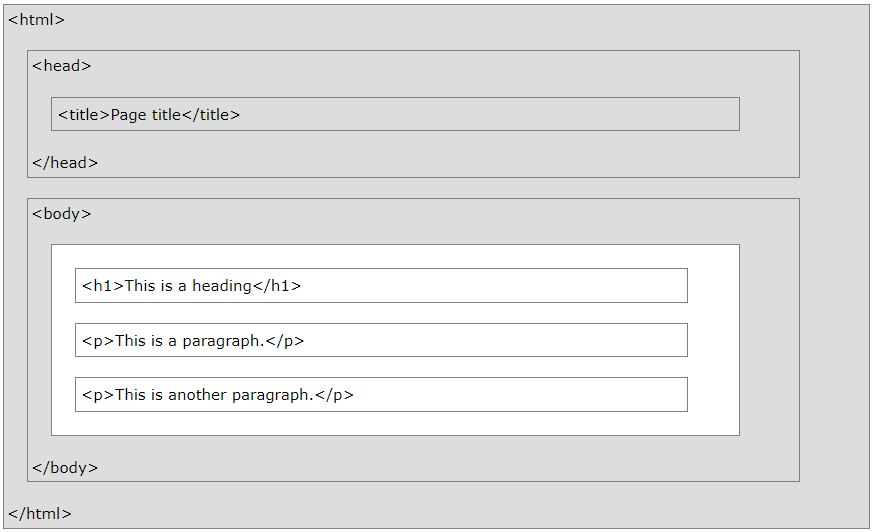 <html>
<head>
<title>Page title</title>
</head>
<body>
<h1>This is a heading</h1>
<p>This is a paragraph.</p>
<p>This is another paragraph.</p>
</body>
</html>